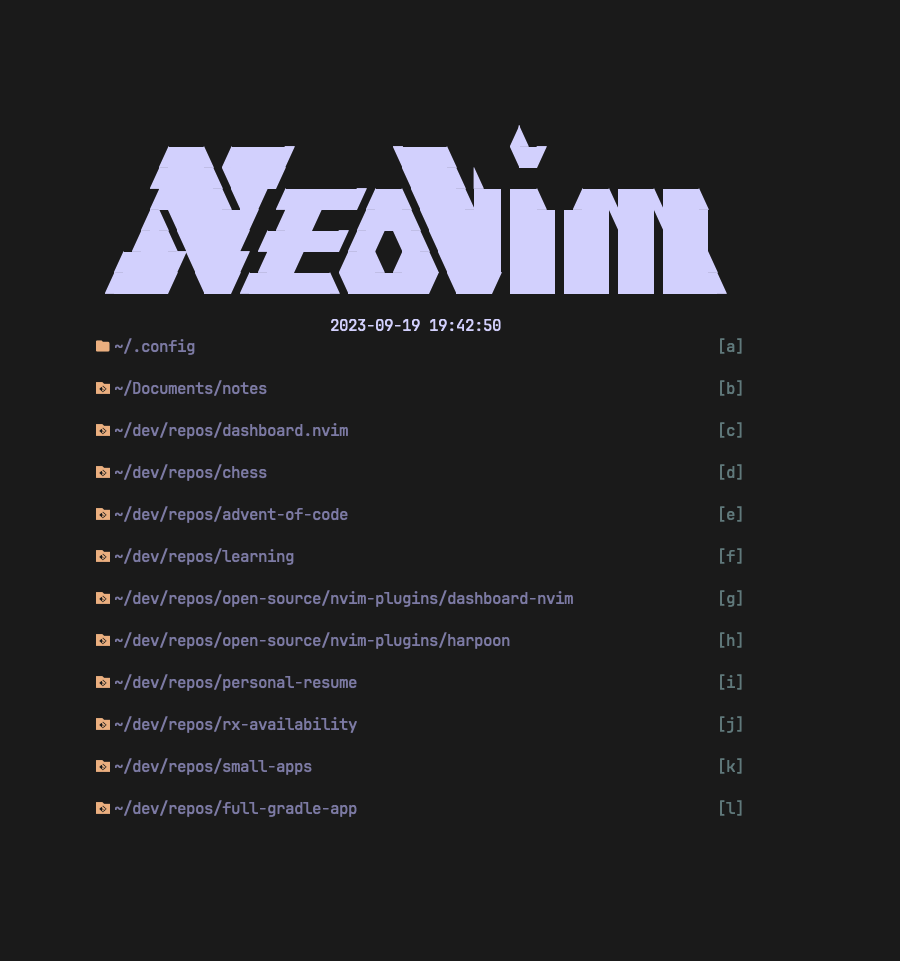 NEOVim
2023-09-19 19:42:50
~/.config [a]
~/Documents/notes [b]
~/dev/repos/dashboard.nvim [c]
~/dev/repos/chess [d]
~/dev/repos/advent-of-code [e]
~/dev/repos/learning [f]
~/dev/repos/open-source/nvim-plugins/dashboard-nvim [g]
~/dev/repos/open-source/nvim-plugins/harpoon [h]
~/dev/repos/personal-resume [i]
~/dev/repos/rx-availability [j]
~/dev/repos/small-apps [k]
~/dev/repos/full-gradle-app [l]